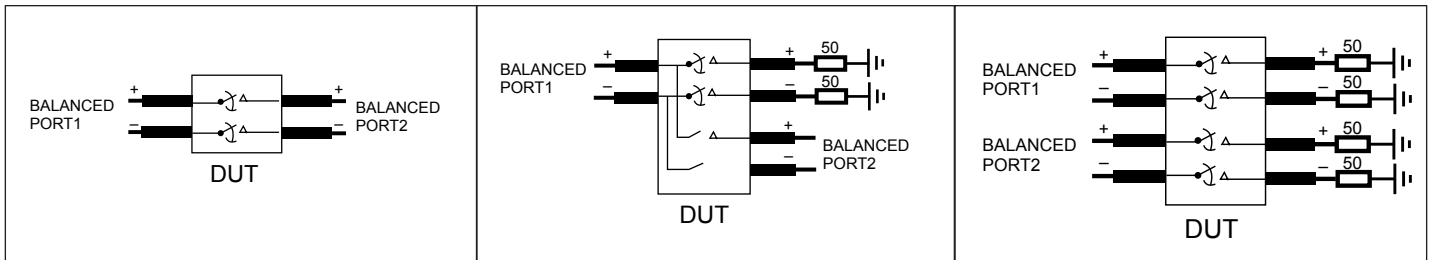 +
+
BALANCED
PORT1
BALANCED
PORT2
–
–
DUT
+
+
50
BALANCED
PORT1
–
–
50
+
BALANCED
PORT2
–
DUT
+
+
50
BALANCED
PORT1
–
–
50
+
+
50
BALANCED
PORT2
–
–
50
DUT